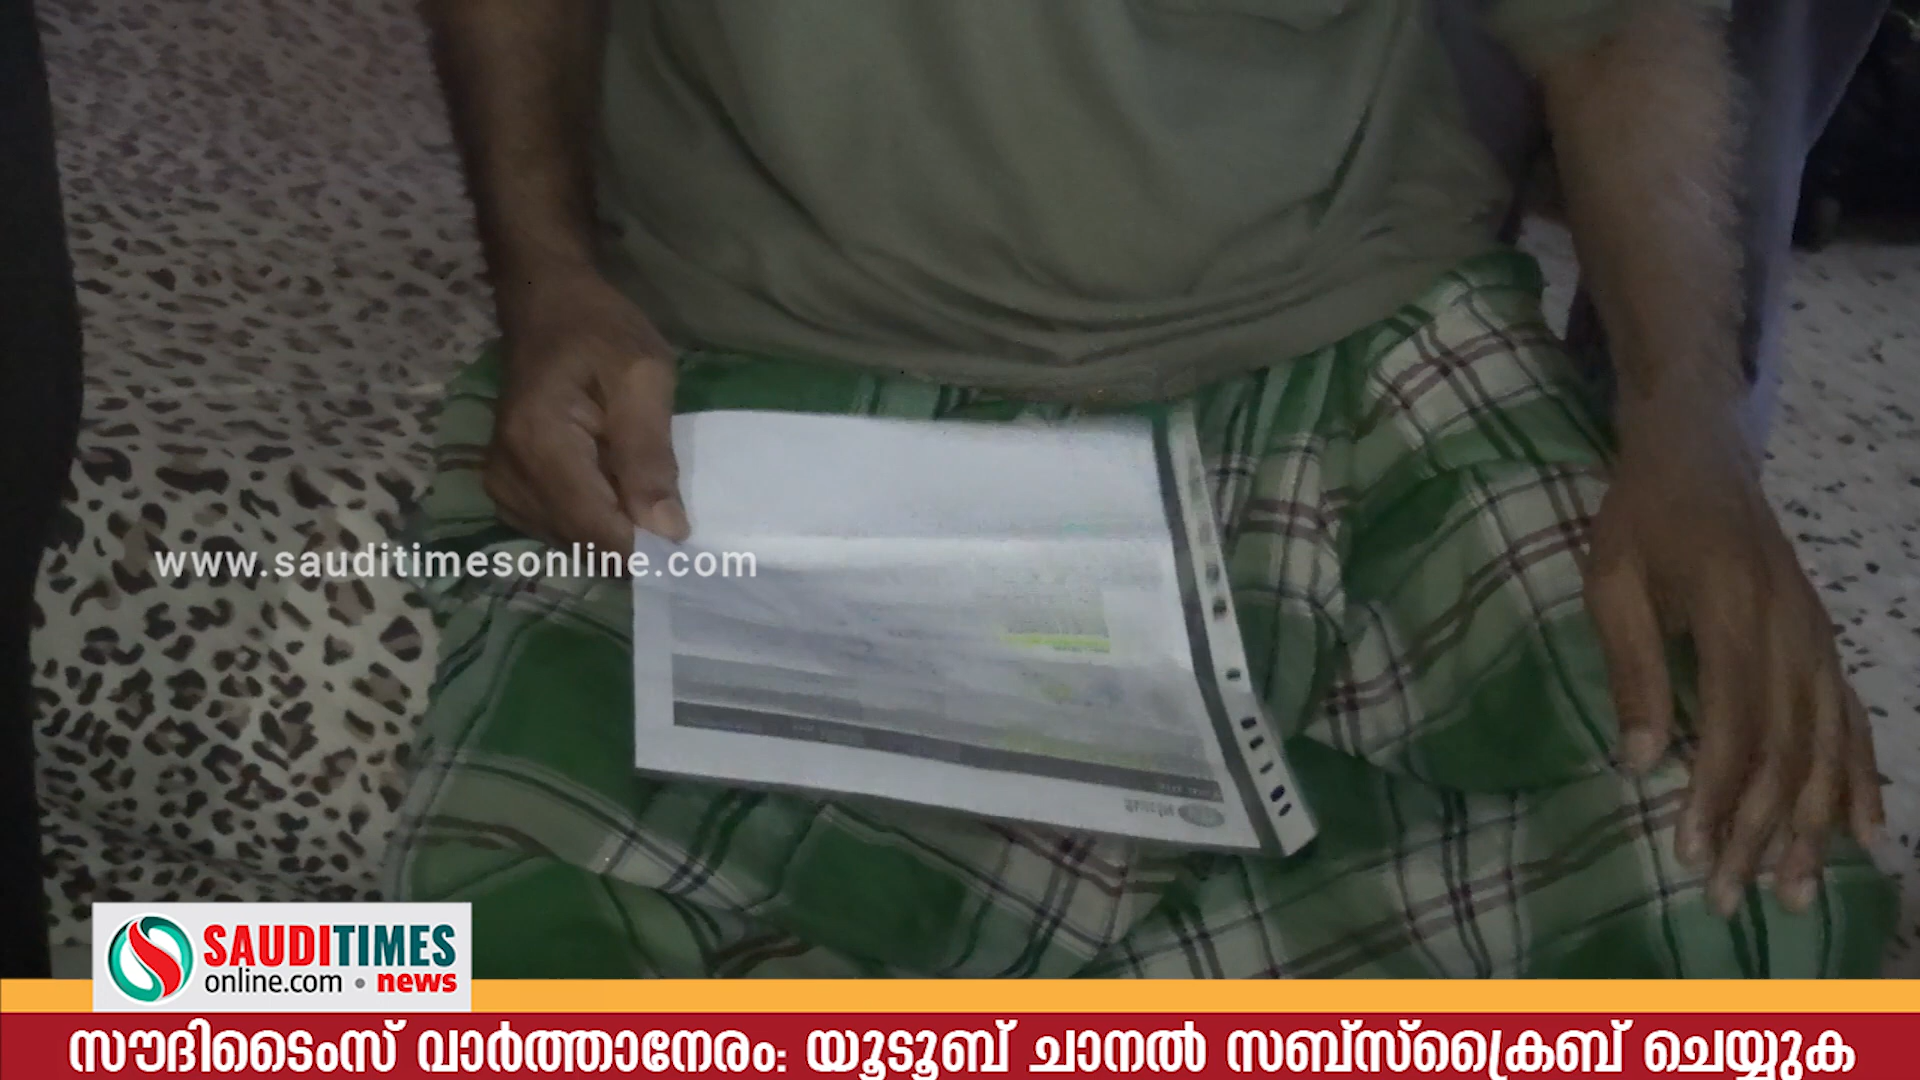 www.sauditimesonline.com
SAUDITIMES
online.com • news
സൗദിടൈംസ് വാർത്താനേരം: യൂടൂബ് ചാനൽ സബ്സ്ക്രൈബ് ചെയ്യുക